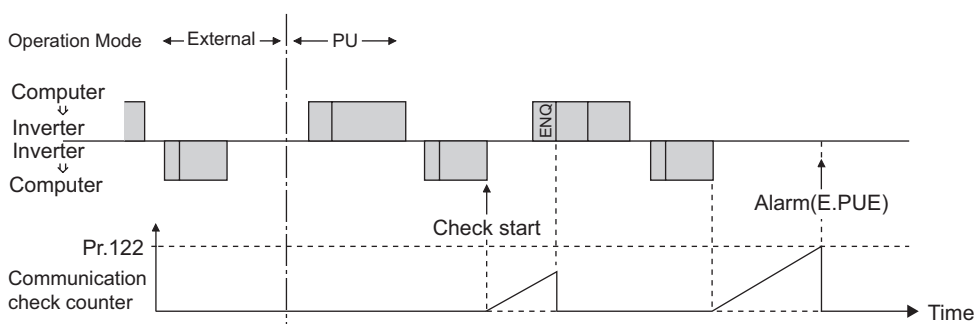 Operation Mode
External
PU
Computer
Inverter
Inverter
Computer
ENQ
Alarm(E.PUE)
Check start
Pr.122
Communication
check counter
Time